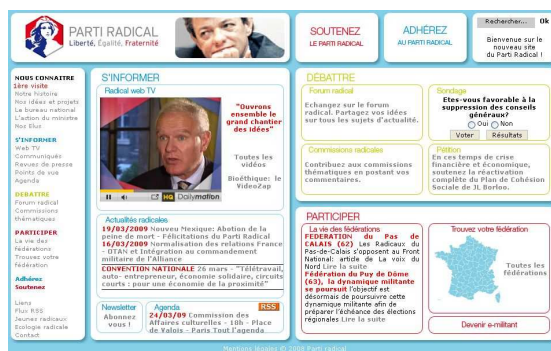 PARTI RADICAL
Liberté, Égalité, Fraternité
SOUTENEZ
LE PARTI RADICAL
ADHÉREZ
AU PARTI RADICAL
Rechercher... Ok
Bienvenue sur le
nouveau site
du Parti Radical !
NOUS CONNAITRE
1ère visite
Notre histoire
Nos idées et projets
Le bureau national
L'action du ministre
Nos Elus
S'INFORMER
Web TV
Communiqués
Revues de presse
Points de vue
Agenda
DEBATTRE
Forum radical
Commissions
thématiques
PARTICIPER
La vie des
fédérations
Trouvez votre
fédération
Adhérez
Soutenez
Liens
Flux RSS
Jeunes radicaux
Ecologie radicale
Contact
S'INFORMER
Radical web TV
HQ Dailymotion
"Ouvrons
ensemble le
grand chantier
des idées"
Toutes les
vidéos
Bioéthique: le
VideoZap
Actualités radicales
19/03/2009 Nouveau Mexique: Abotion de la
peine de mort - Félicitations du Parti Radical
16/03/2009 Normalisation des relations France
- OTAN et Intégration au commandement
militaire de l'Alliance
CONVENTION NATIONALE 26 mars - "Télétravail,
auto- entrepreneur, économie solidaire, circuits
courts : pour une économie de la proximité"
Newsletter
Abonnez
vous !
Agenda RSS
24/03/09 Commission des
Affaires culturelles - 18h - Place
de Valois - Paris Tout l'agenda
DÉBATTRE
Forum radical
Echangez sur le forum
radical. Partagez vos idées
sur tous les sujets d'actualité.
Sondage
Etes-vous favorable à la
suppression des conseils
généraux?
Oui Non
Voter Résultats
Commissions radicales
Contribuez aux commissions
thématiques en postant vos
commentaires.
Pétition
En ces temps de crise
financière et économique,
soutenez la réactivation
complète du Plan de Cohésion
Sociale de JL Borloo.
PARTICIPER
La vie des fédérations
FEDERATION du Pas de
CALAIS (62) Les Radicaux du
Pas-de-Calais s'opposent au Front
National: article de La voix du
Nord Lire la suite
Fédération du Puy de Dôme
(63), la dynamique militante
se poursuit l'objectif est
désormais de poursuivre cette
dynamique militante afin de
préparer l'échéance des élections
régionales Lire la suite
Trouvez votre fédération
Toutes les
fédérations
Devenir e-militant
Mentions légales © 2009 Parti radical